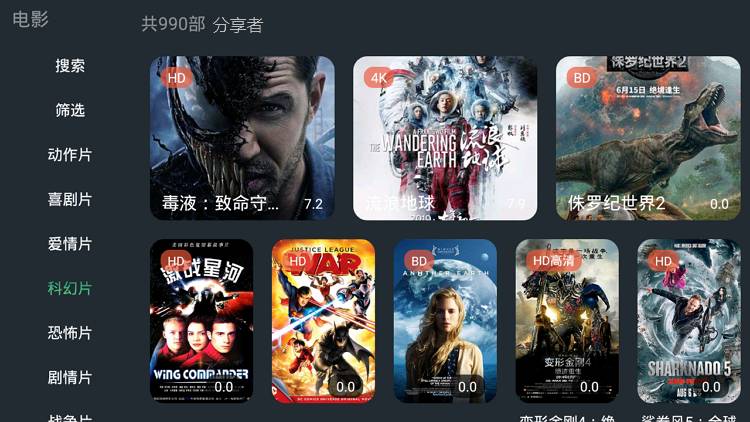 电影
共990部 分享者
搜索
筛选
动作片
喜剧片
爱情片
科幻片
恐怖片
剧情片
战争片
HD
毒液：致命守... 7.2
4K
THE WANDERING EARTH
流浪地球
流浪地球 7.9
2019
BD
侏罗纪世界2
6月15日 绝境逢生
侏罗纪世界2 0.0
HD
激战星河
WING COMMANDER
0.0
HD
JUSTICE LEAGUE
WAR
0.0
BD
ANOTHER EARTH
0.0
HD高清
变形金刚4
绝迹重生
0.0
变形金刚4：绝
HD
SHARKNADO 5
AUG 6
0.0
鲨卷风5：全球